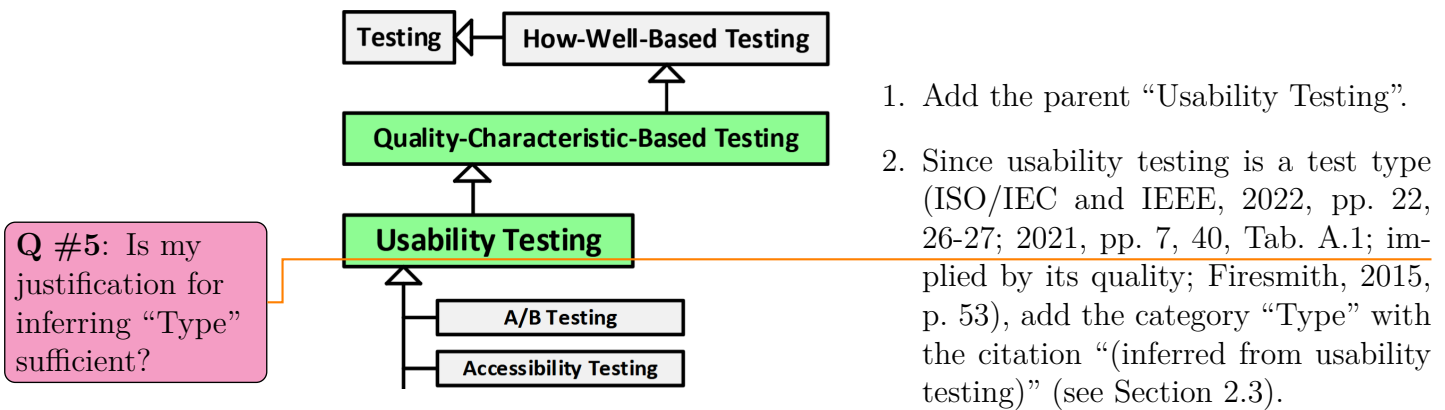 Testing
How-Well-Based Testing
Quality-Characteristic-Based Testing
Usability Testing
A/B Testing
Accessibility Testing
Q #5: Is my
justification for
inferring “Type”
sufficient?
1. Add the parent “Usability Testing”.
2. Since usability testing is a test type
(ISO/IEC and IEEE, 2022, pp. 22,
26-27; 2021, pp. 7, 40, Tab. A.1; im-
plied by its quality; Firesmith, 2015,
p. 53), add the category “Type” with
the citation “(inferred from usability
testing)” (see Section 2.3).